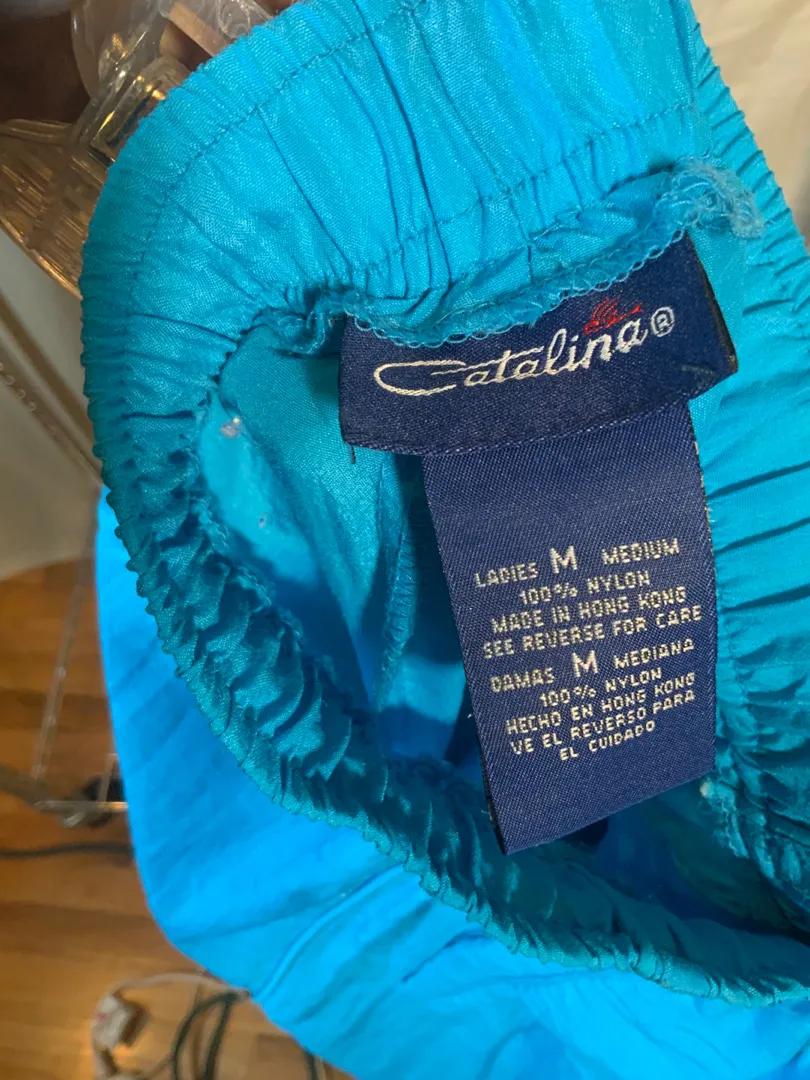 Catalina®
LADIES M MEDIUM
100% NYLON
MADE IN HONG KONG
SEE REVERSE FOR CARE
DAMAS M MEDIANA
100% NYLON
HECHO EN HONG KONG
VE EL REVERSO PARA
EL CUIDADO